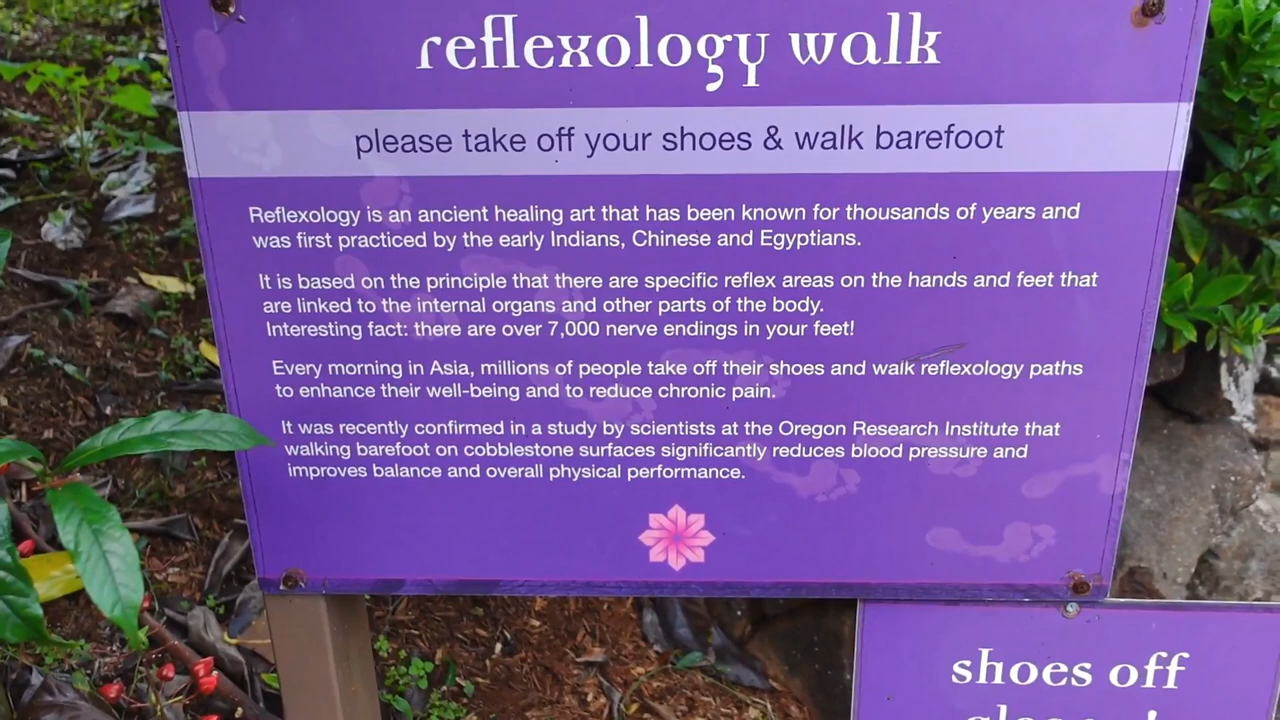 reflexology walk
please take off your shoes & walk barefoot
Reflexology is an ancient healing art that has been known for thousands of years and
was first practiced by the early Indians, Chinese and Egyptians.
It is based on the principle that there are specific reflex areas on the hands and feet that
are linked to the internal organs and other parts of the body.
Interesting fact: there are over 7,000 nerve endings in your feet!
Every morning in Asia, millions of people take off their shoes and walk reflexology paths
to enhance their well-being and to reduce chronic pain.
It was recently confirmed in a study by scientists at the Oregon Research Institute that
walking barefoot on cobblestone surfaces significantly reduces blood pressure and
improves balance and overall physical performance.
shoes off